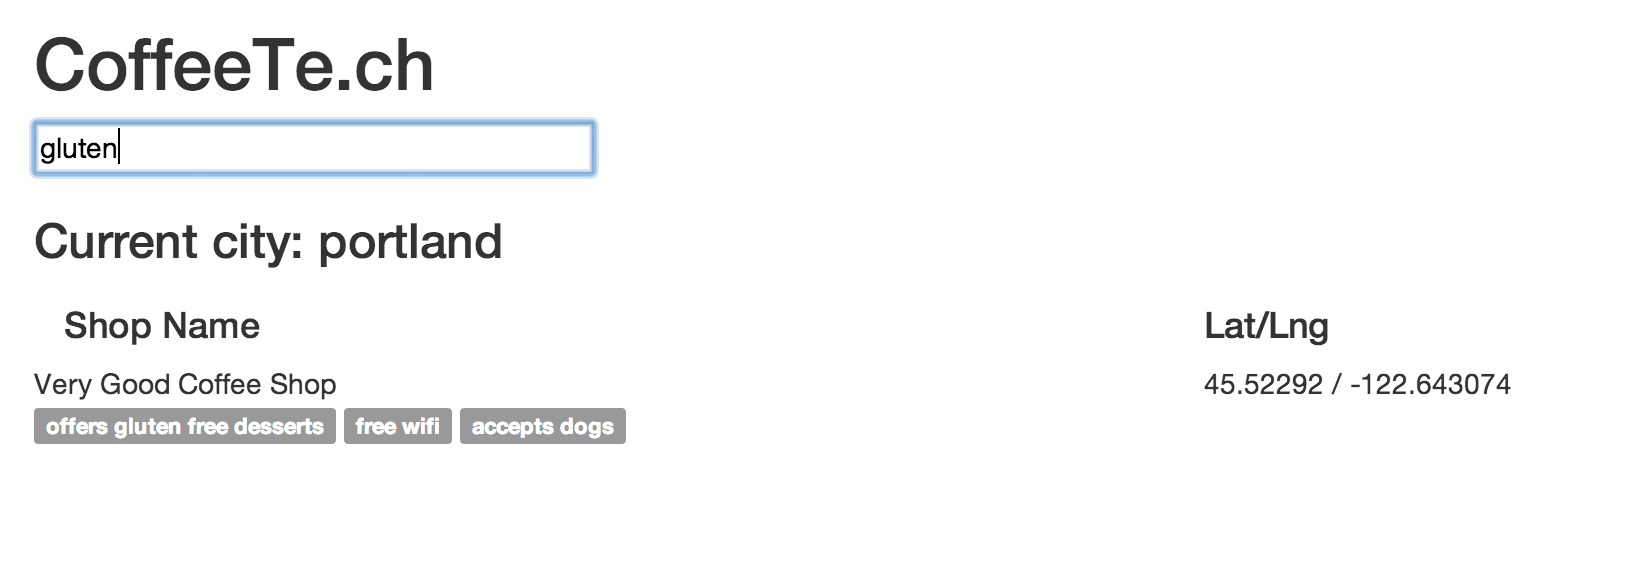 CoffeeTe.ch
gluten
Current city: portland
Shop Name Lat/Lng
Very Good Coffee Shop 45.52292 / -122.643074
offers gluten free desserts free wifi accepts dogs